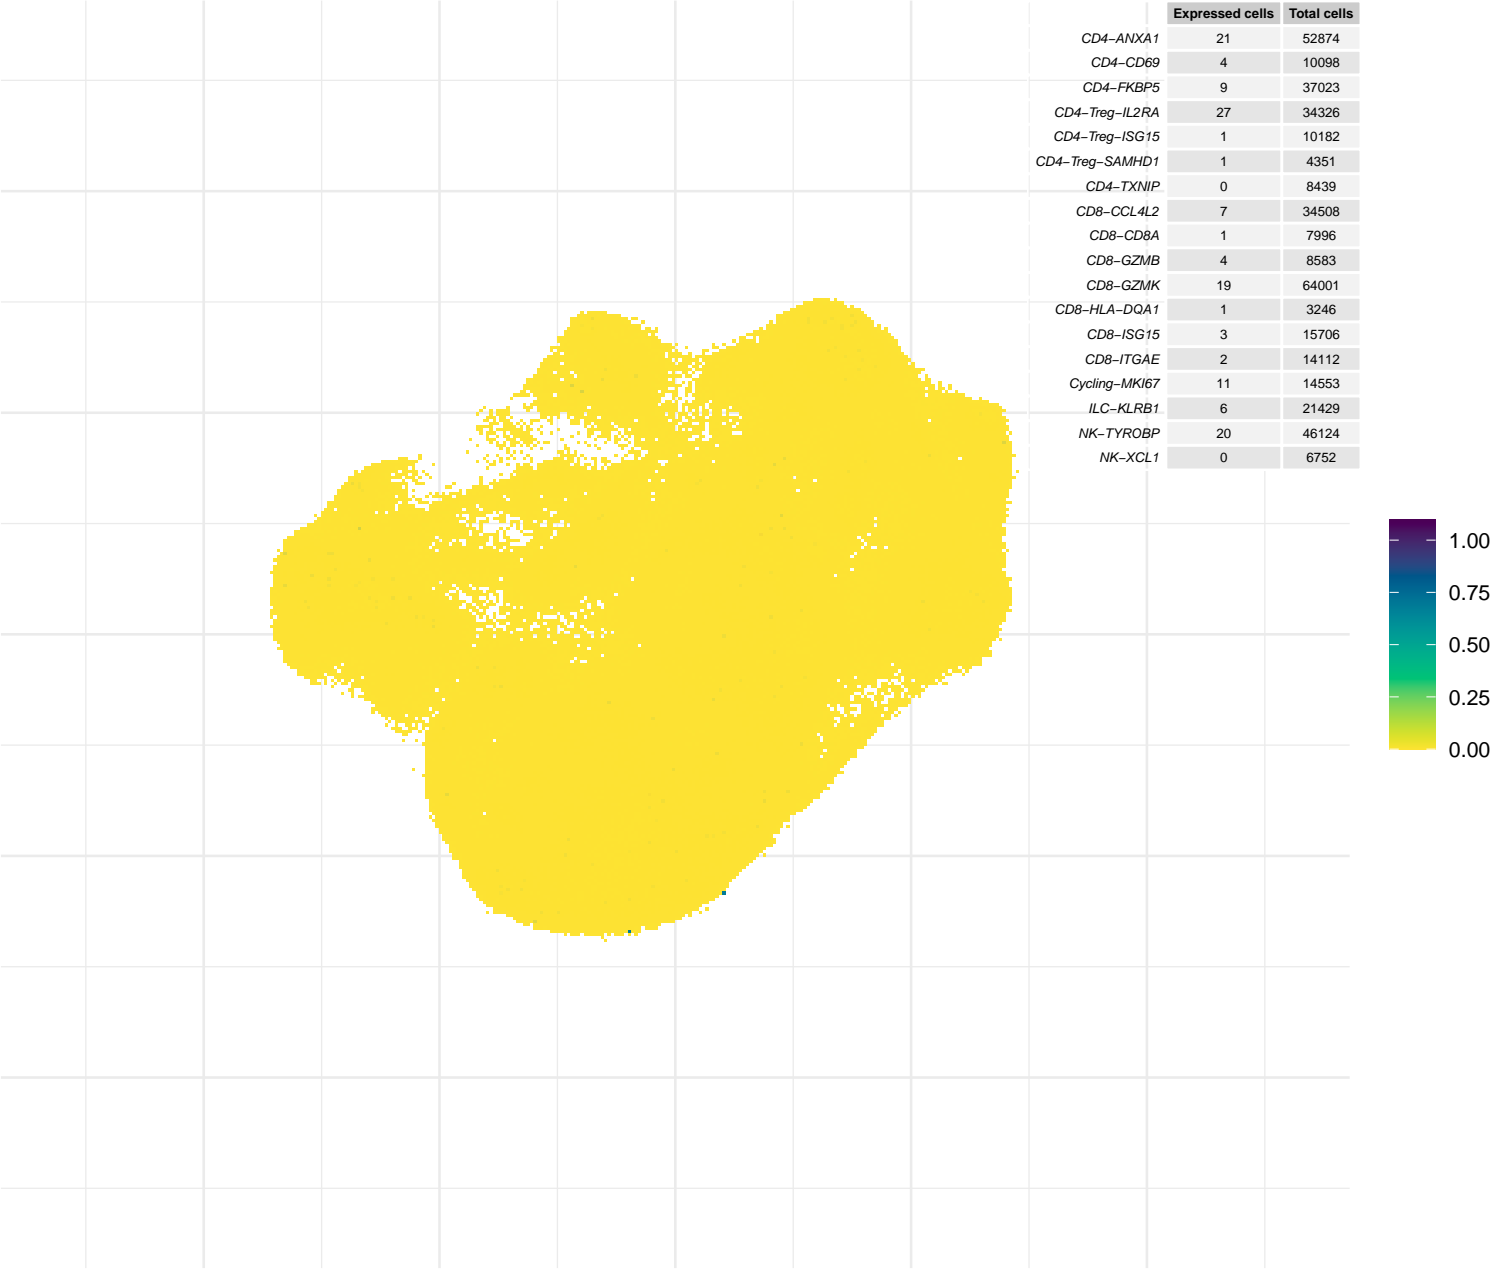 Expressed cells Total cells
CD4−ANXA1 21 52874
CD4−CD69 4 10098
CD4−FKBP5 9 37023
CD4−Treg−IL2RA 27 34326
CD4−Treg−ISG15 1 10182
CD4−Treg−SAMHD1 1 4351
CD4−TXNIP 0 8439
CD8−CCL4L2 7 34508
CD8−CD8A 1 7996
CD8−GZMB 4 8583
CD8−GZMK 19 64001
CD8−HLA−DQA1 1 3246
CD8−ISG15 3 15706
CD8−ITGAE 2 14112
Cycling−MKI67 11 14553
ILC−KLRB1 6 21429
NK−TYROBP 20 46124
NK−XCL1 0 6752
1.00
0.75
0.50
0.25
0.00